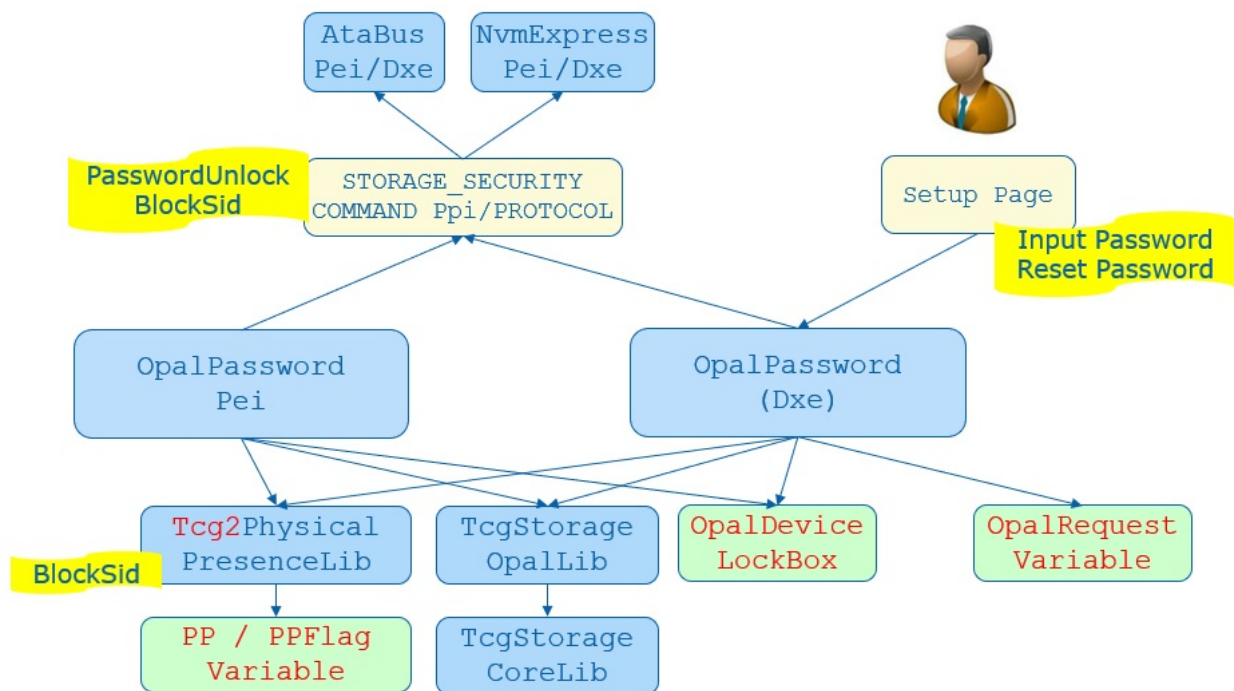 AtaBus
Pei/Dxe
NvmExpress
Pei/Dxe
PasswordUnlock
BlockSid
STORAGE_SECURITY
COMMAND Ppi/PROTOCOL
Setup Page
Input Password
Reset Password
OpalPassword
Pei
OpalPassword
(Dxe)
Tcg2Physical
PresenceLib
TcgStorage
OpalLib
OpalDevice
LockBox
OpalRequest
Variable
BlockSid
PP / PPFlag
Variable
TcgStorage
CoreLib